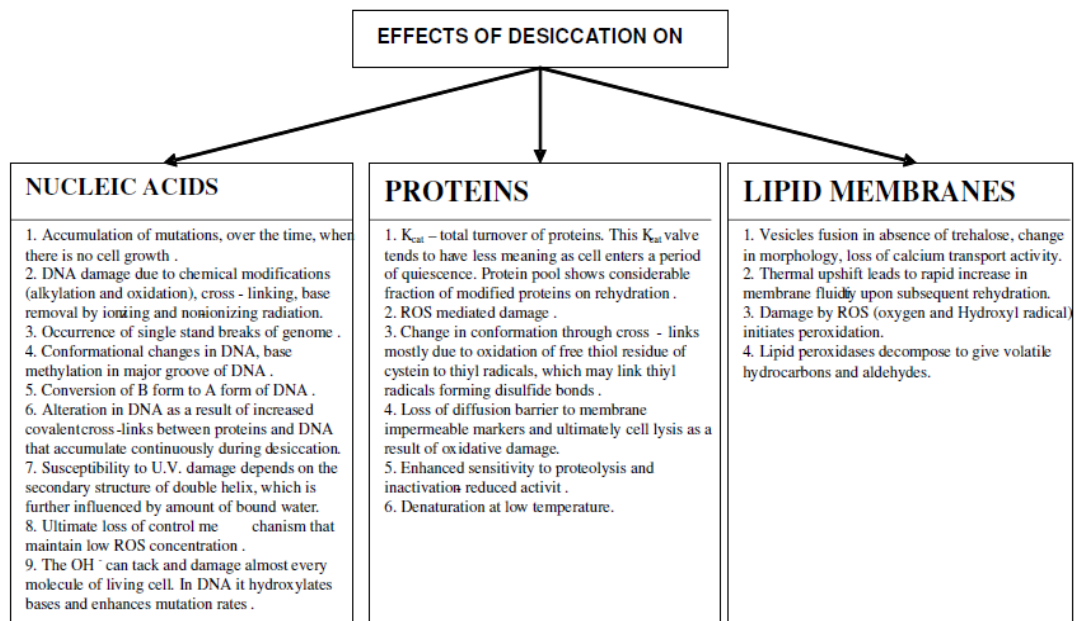 EFFECTS OF DESICCATION ON
NUCLEIC ACIDS
1. Accumulation of mutations, over the time, when
there is no cell growth .
2. DNA damage due to chemical modifications
(alkylation and oxidation), cross - linking, base
removal by ionizing and non-ionizing radiation.
3. Occurrence of single stand breaks of genome .
4. Conformational changes in DNA, base
methylation in major groove of DNA .
5. Conversion of B form to A form of DNA .
6. Alteration in DNA as a result of increased
covalent cross -links between proteins and DNA
that accumulate continuously during desiccation.
7. Susceptibility to U.V. damage depends on the
secondary structure of double helix, which is
further influenced by amount of bound water.
8. Ultimate loss of control me chanism that
maintain low ROS concentration .
9. The OH - can tack and damage almost every
molecule of living cell. In DNA it hydroxylates
bases and enhances mutation rates .
PROTEINS
1. Kcat – total turnover of proteins. This Kcat valve
tends to have less meaning as cell enters a period
of quiescence. Protein pool shows considerable
fraction of modified proteins on rehydration .
2. ROS mediated damage .
3. Change in conformation through cross - links
mostly due to oxidation of free thiol residue of
cystein to thiyl radicals, which may link thiyl
radicals forming disulfide bonds .
4. Loss of diffusion barrier to membrane
impermeable markers and ultimately cell lysis as a
result of oxidative damage.
5. Enhanced sensitivity to proteolysis and
inactivation- reduced activit .
6. Denaturation at low temperature.
LIPID MEMBRANES
1. Vesicles fusion in absence of trehalose, change
in morphology, loss of calcium transport activity.
2. Thermal upshift leads to rapid increase in
membrane fluidity upon subsequent rehydration.
3. Damage by ROS (oxygen and Hydroxyl radical)
initiates peroxidation.
4. Lipid peroxidases decompose to give volatile
hydrocarbons and aldehydes.